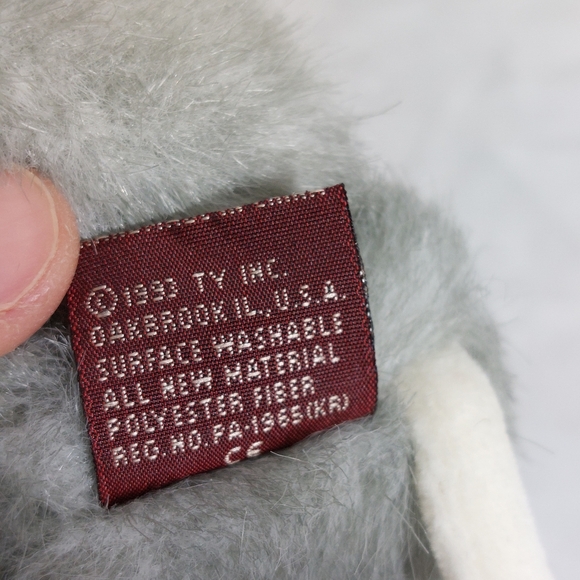 ©1993 TY INC.
OAKBROOK IL., U.S.A.
SURFACE WASHABLE
ALL NEW MATERIAL
POLYESTER FIBER
REG. NO. PA-1965(KR)
CE